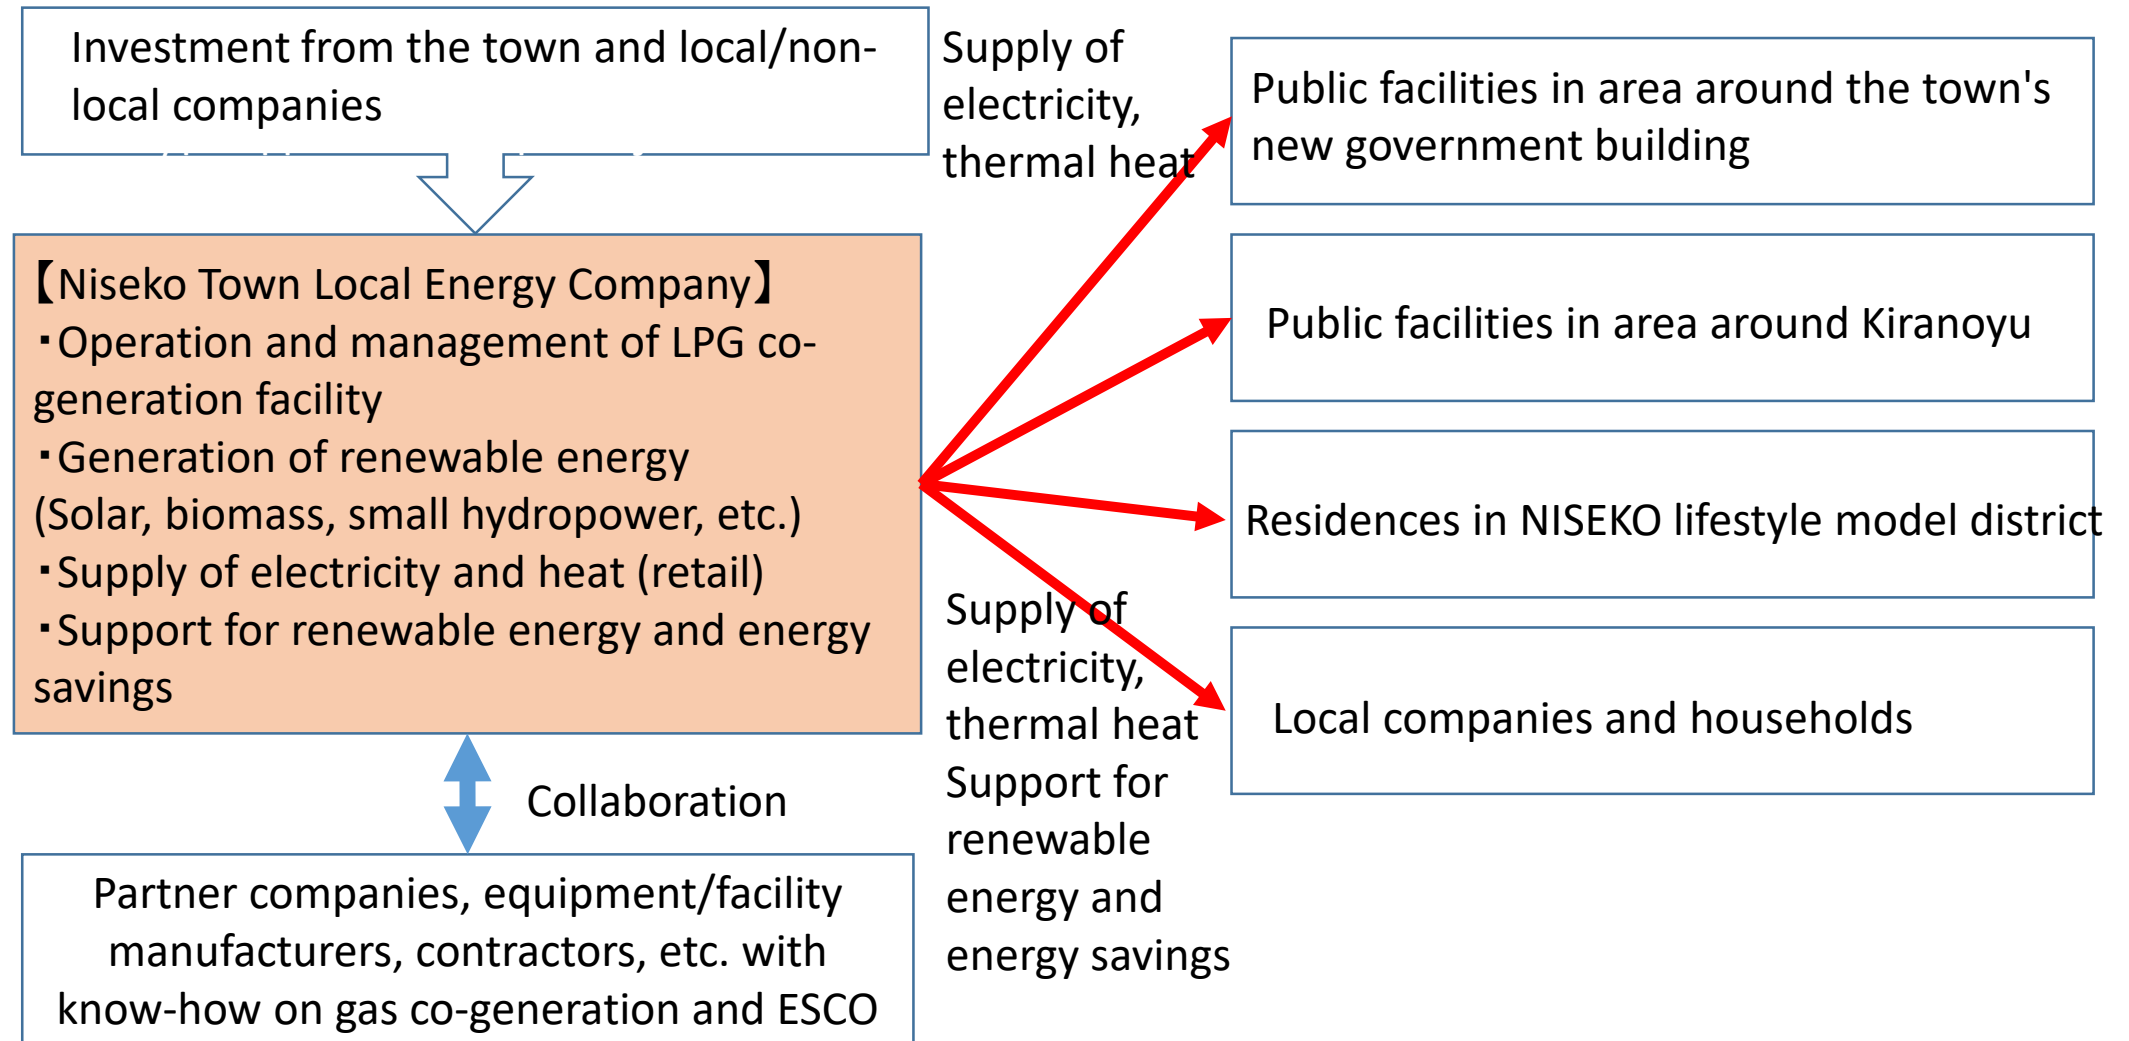 Investment from the town and local/non-
local companies
Supply of
electricity,
thermal heat
Public facilities in area around the town's
new government building
【Niseko Town Local Energy Company】
･Operation and management of LPG co-
generation facility
･Generation of renewable energy
(Solar, biomass, small hydropower, etc.)
･Supply of electricity and heat (retail)
･Support for renewable energy and energy
savings
Public facilities in area around Kiranoyu
Residences in NISEKO lifestyle model district
Local companies and households
Supply of
electricity,
thermal heat
Support for
renewable
energy and
energy savings
Collaboration
Partner companies, equipment/facility
manufacturers, contractors, etc. with
know-how on gas co-generation and ESCO